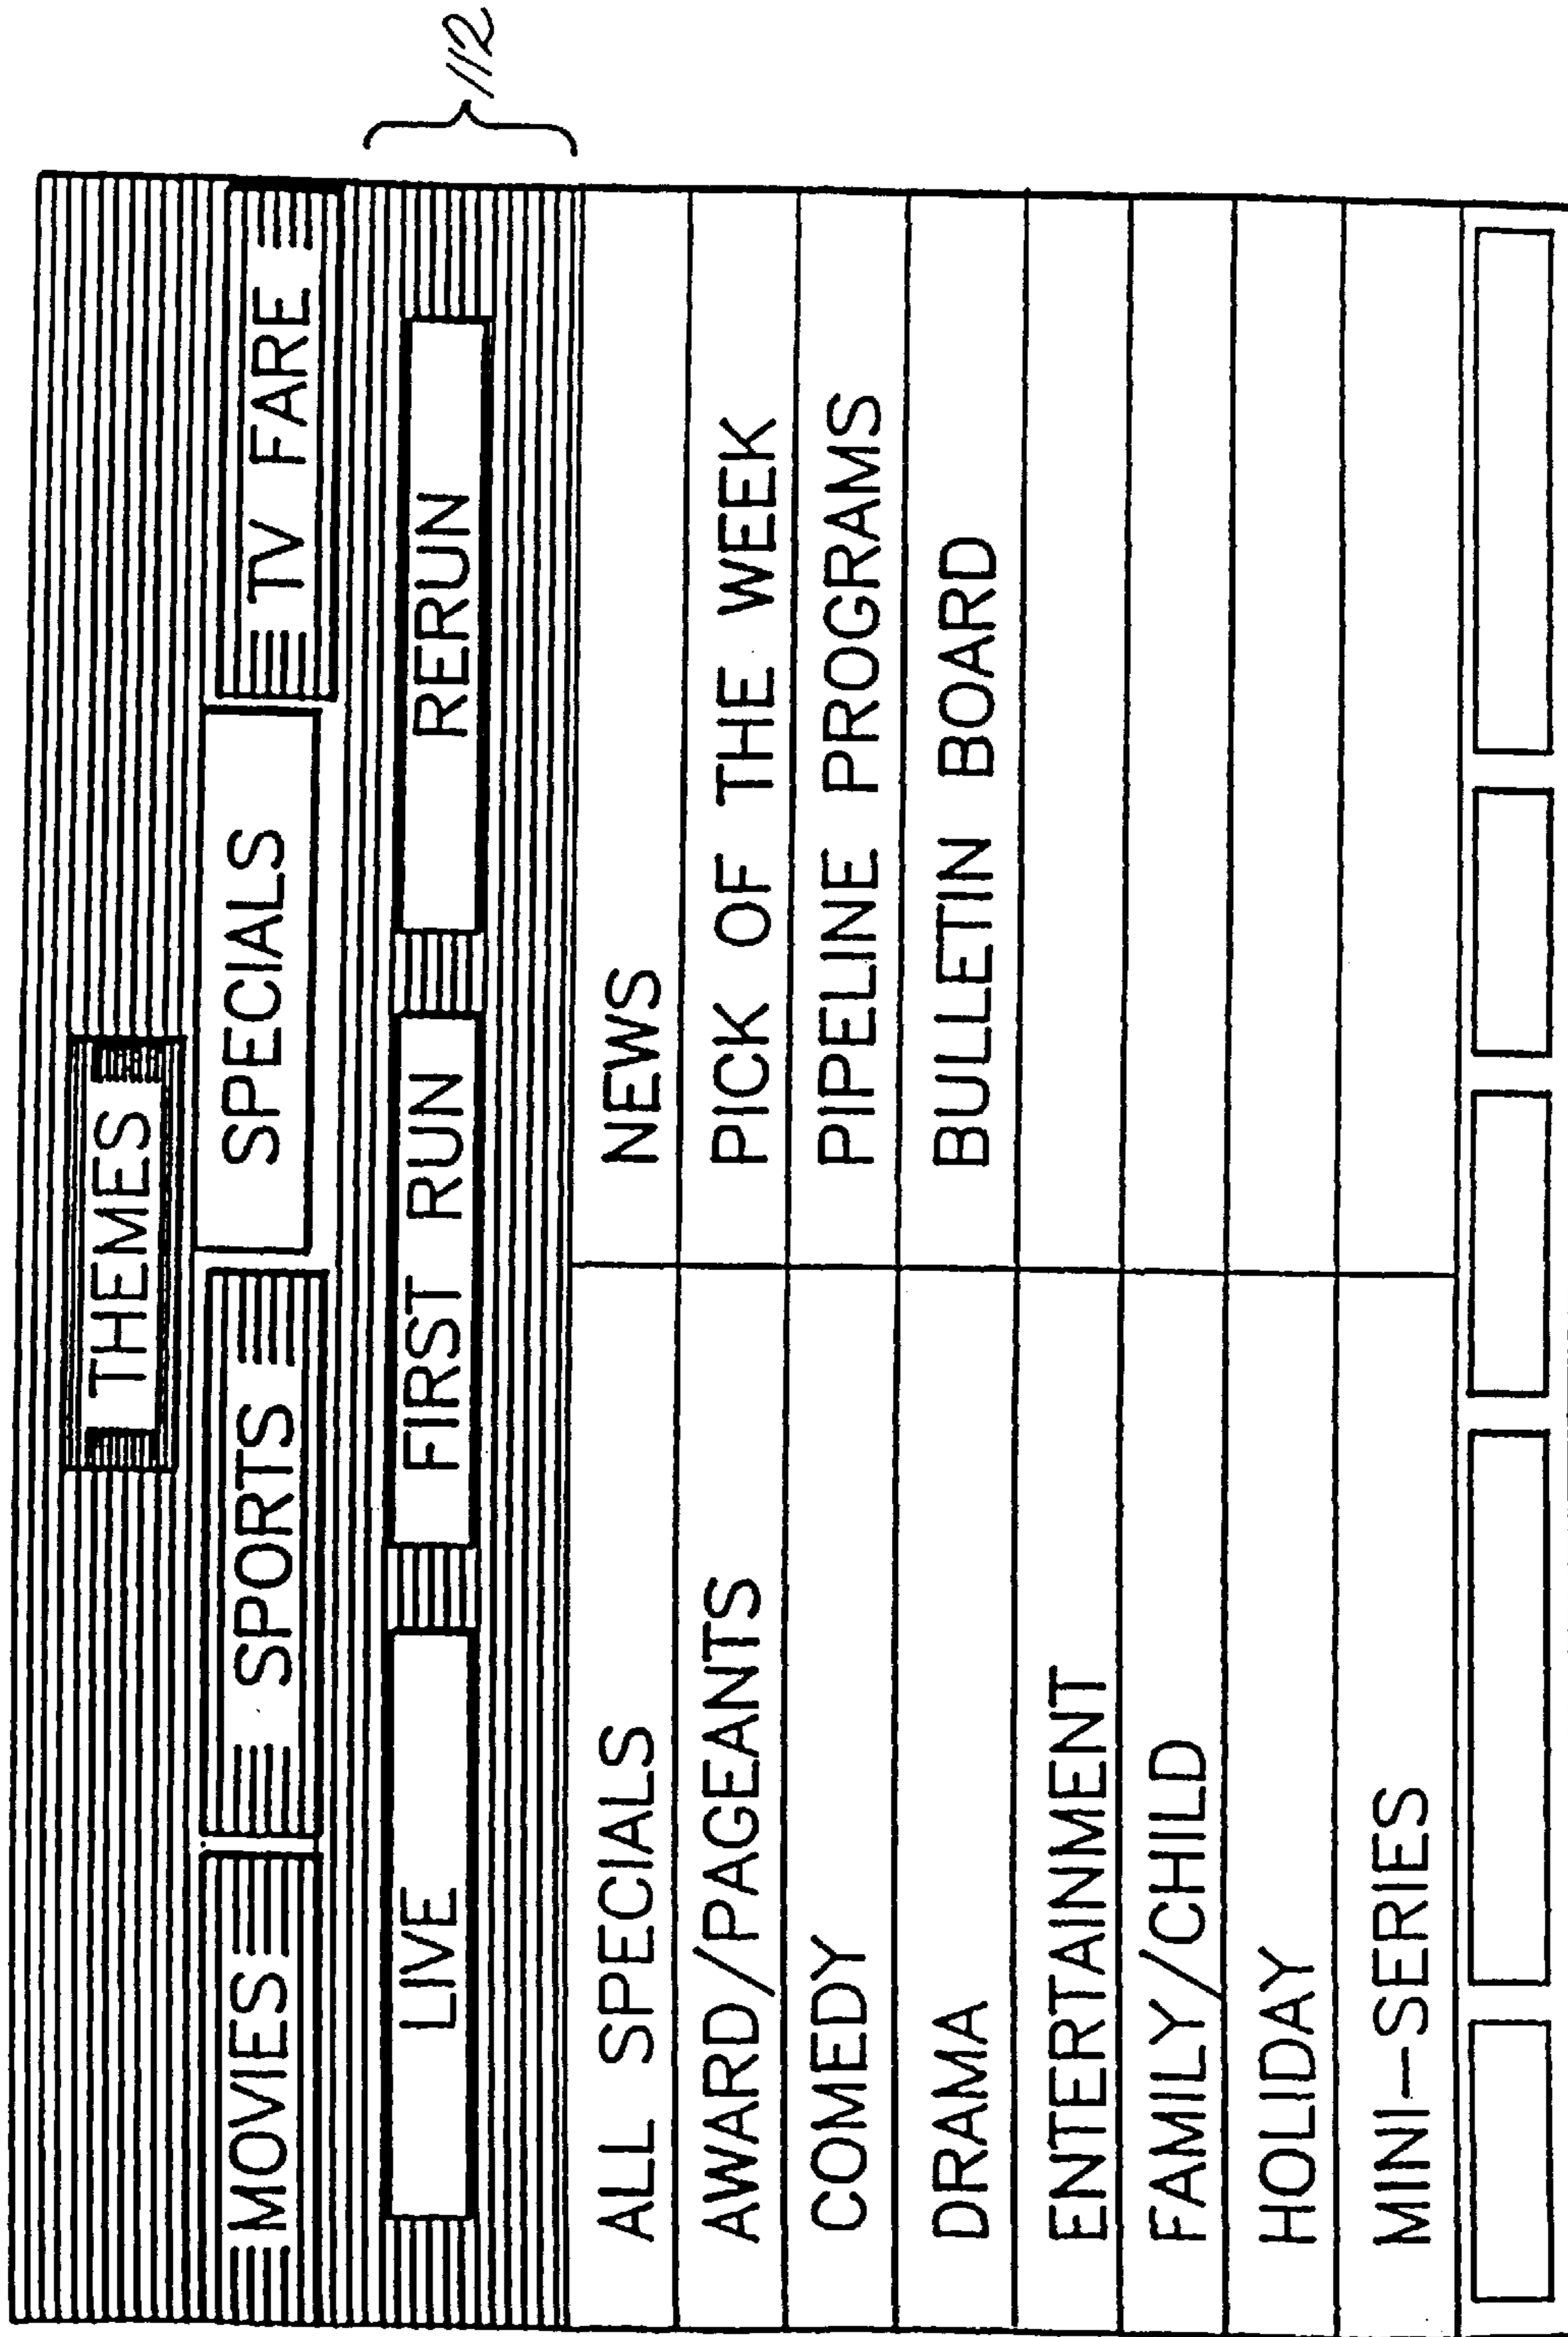 THEMES
MOVIES SPORTS SPECIALS TV FARE
LIVE FIRST RUN RERUN
112
ALL SPECIALS NEWS
AWARD/PAGEANTS PICK OF THE WEEK
COMEDY PIPELINE PROGRAMS
DRAMA BULLETIN BOARD
ENTERTAINMENT
FAMILY/CHILD
HOLIDAY
MINI-SERIES